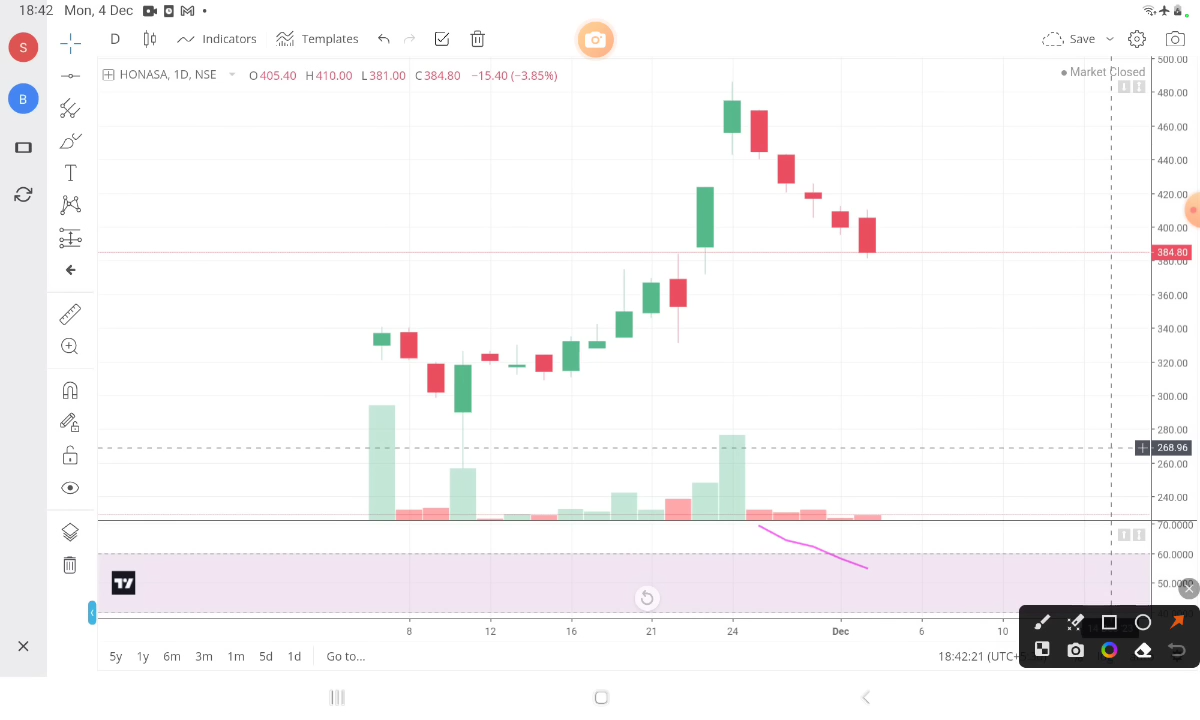 18:42 Mon, 4 Dec
S
B
D Indicators Templates Save
HONASA, 1D, NSE O405.40 H410.00 L381.00 C384.80 −15.40 (−3.85%)
Market Closed
500.00
480.00
460.00
440.00
420.00
400.00
384.80
380.00
360.00
340.00
320.00
300.00
280.00
268.96
260.00
240.00
70.0000
60.0000
50.0000
8 12 16 21 24 Dec 6 10
5y 1y 6m 3m 1m 5d 1d Go to... 18:42:21 (UTC+5